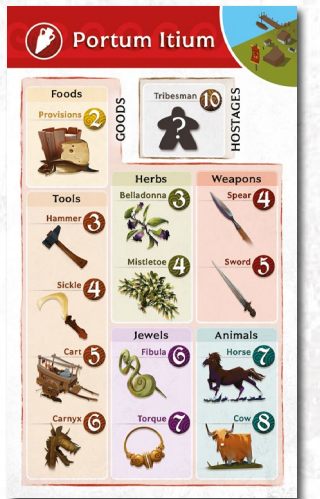 Portum Itium
Foods
Provisions 2
GOODS
Tribesman 10
?
HOSTAGES
Tools
Hammer 3
Sickle 4
Cart 5
Carnyx 6
Herbs
Belladonna 3
Mistletoe 4
Weapons
Spear 4
Sword 5
Jewels
Fibula 6
Torque 7
Animals
Horse 7
Cow 8